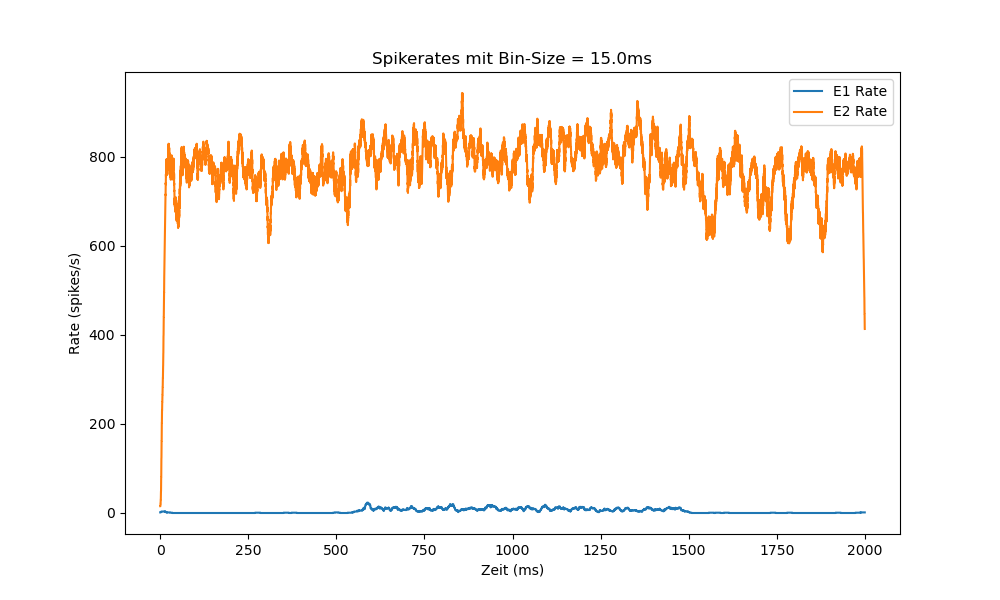 Spikerates mit Bin-Size = 15.0ms
E1 Rate
E2 Rate
800
600
400
200
0
Rate (spikes/s)
0 250 500 750 1000 1250 1500 1750 2000
Zeit (ms)